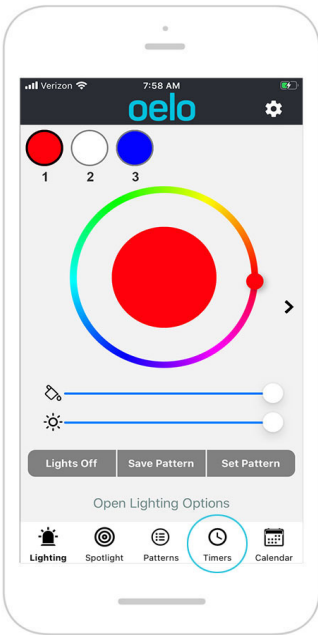 Verizon 7:58 AM
oelo
1 2 3
Lights Off Save Pattern Set Pattern
Open Lighting Options
Lighting Spotlight Patterns Timers Calendar